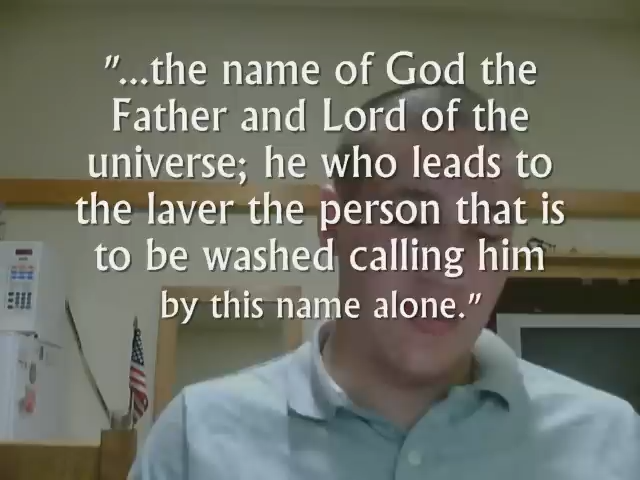 "...the name of God the
Father and Lord of the
universe; he who leads to
the laver the person that is
to be washed calling him
by this name alone."